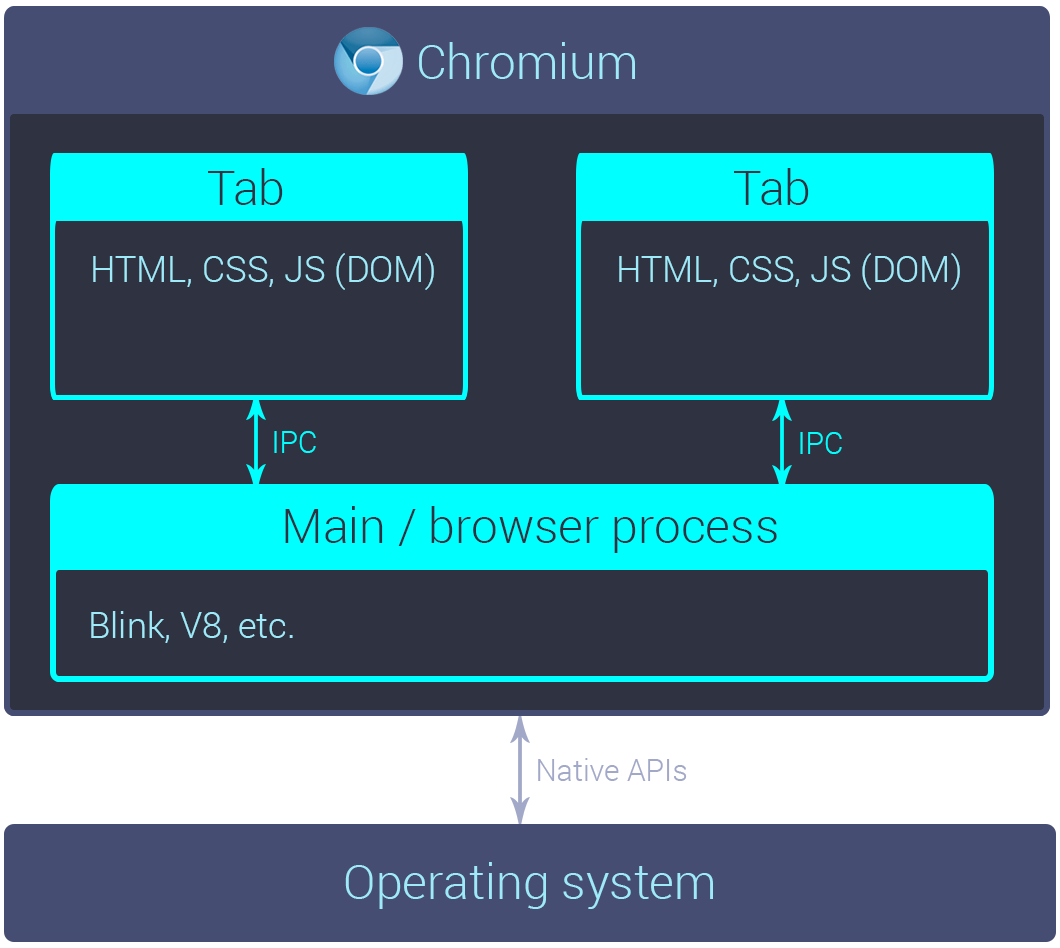 Chromium
Tab
Tab
HTML, CSS, JS (DOM)
HTML, CSS, JS (DOM)
IPC
IPC
Main / browser process
Blink, V8, etc.
Native APIs
Operating system